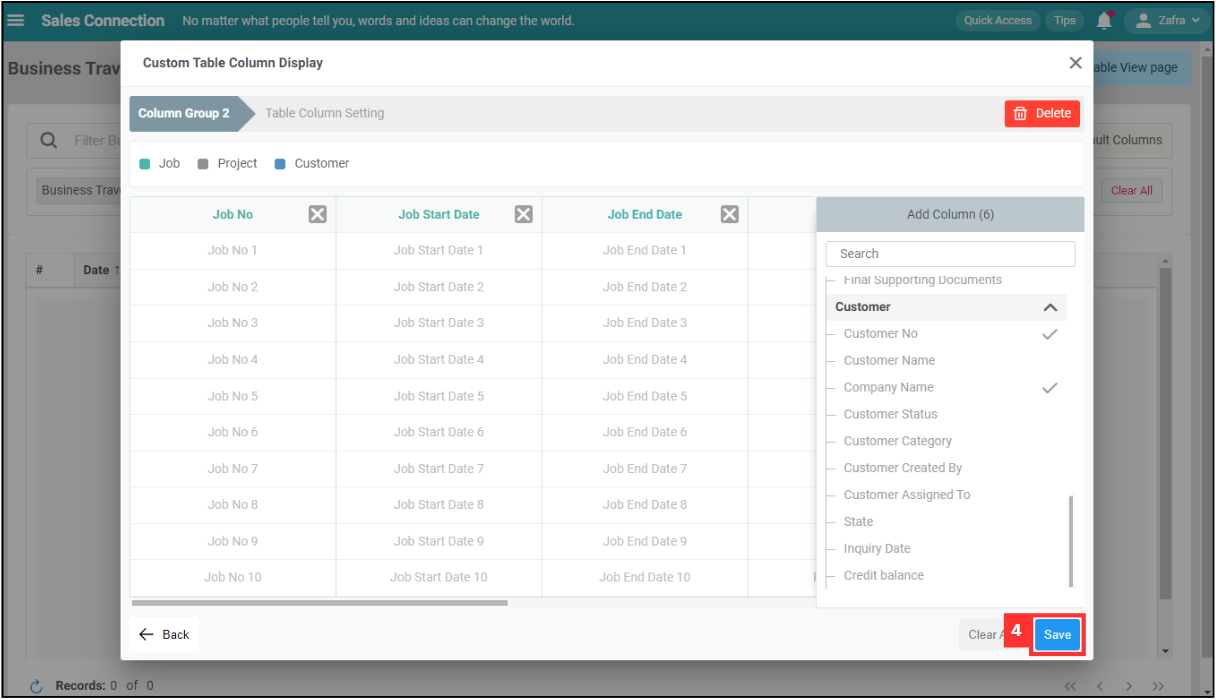 Sales Connection No matter what people tell you, words and ideas can change the world. Quick Access Tips Zafra
Business Trav
able View page
Custom Table Column Display
Column Group 2 Table Column Setting Delete
Filter Bu
ult Columns
Job Project Customer
Business Trav
Clear All
Job No Job Start Date Job End Date Add Column (6)
Job No 1 Job Start Date 1 Job End Date 1
Search
# Date
Final Supporting Documents
Job No 2 Job Start Date 2 Job End Date 2
Customer
Job No 3 Job Start Date 3 Job End Date 3
Customer No
Job No 4 Job Start Date 4 Job End Date 4
Customer Name
Company Name
Job No 5 Job Start Date 5 Job End Date 5
Customer Status
Job No 6 Job Start Date 6 Job End Date 6
Customer Category
Job No 7 Job Start Date 7 Job End Date 7
Customer Created By
Customer Assigned To
Job No 8 Job Start Date 8 Job End Date 8
State
Job No 9 Job Start Date 9 Job End Date 9
Inquiry Date
Job No 10 Job Start Date 10 Job End Date 10
Credit balance
Back Clear A 4 Save
Records: 0 of 0